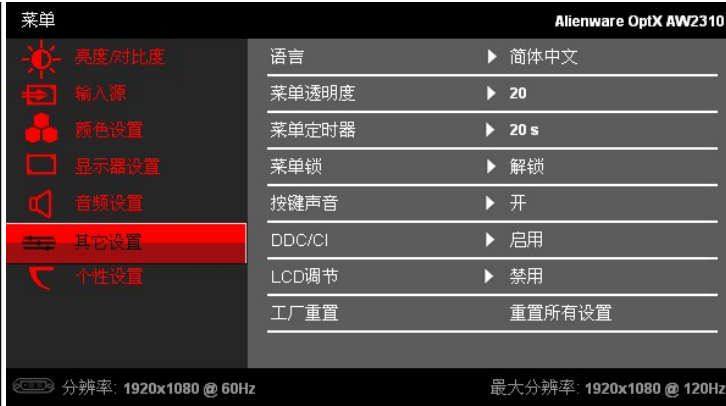 菜单 Alienware OptX AW2310
亮度/对比度 语言 简体中文
输入源 菜单透明度 20
颜色设置 菜单定时器 20 s
显示器设置 菜单锁 解锁
音频设置 按键声音 开
其它设置 DDC/CI 启用
个性设置 LCD调节 禁用
工厂重置 重置所有设置
分辨率: 1920x1080 @ 60Hz 最大分辨率: 1920x1080 @ 120Hz